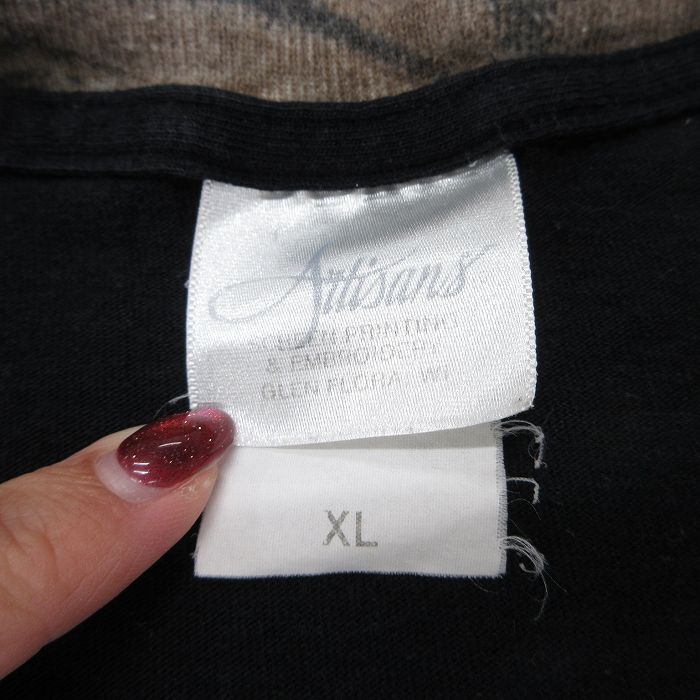 Artisans
SCREEN PRINTING
& EMBROIDERY
GLEN FLORA, WI
XL